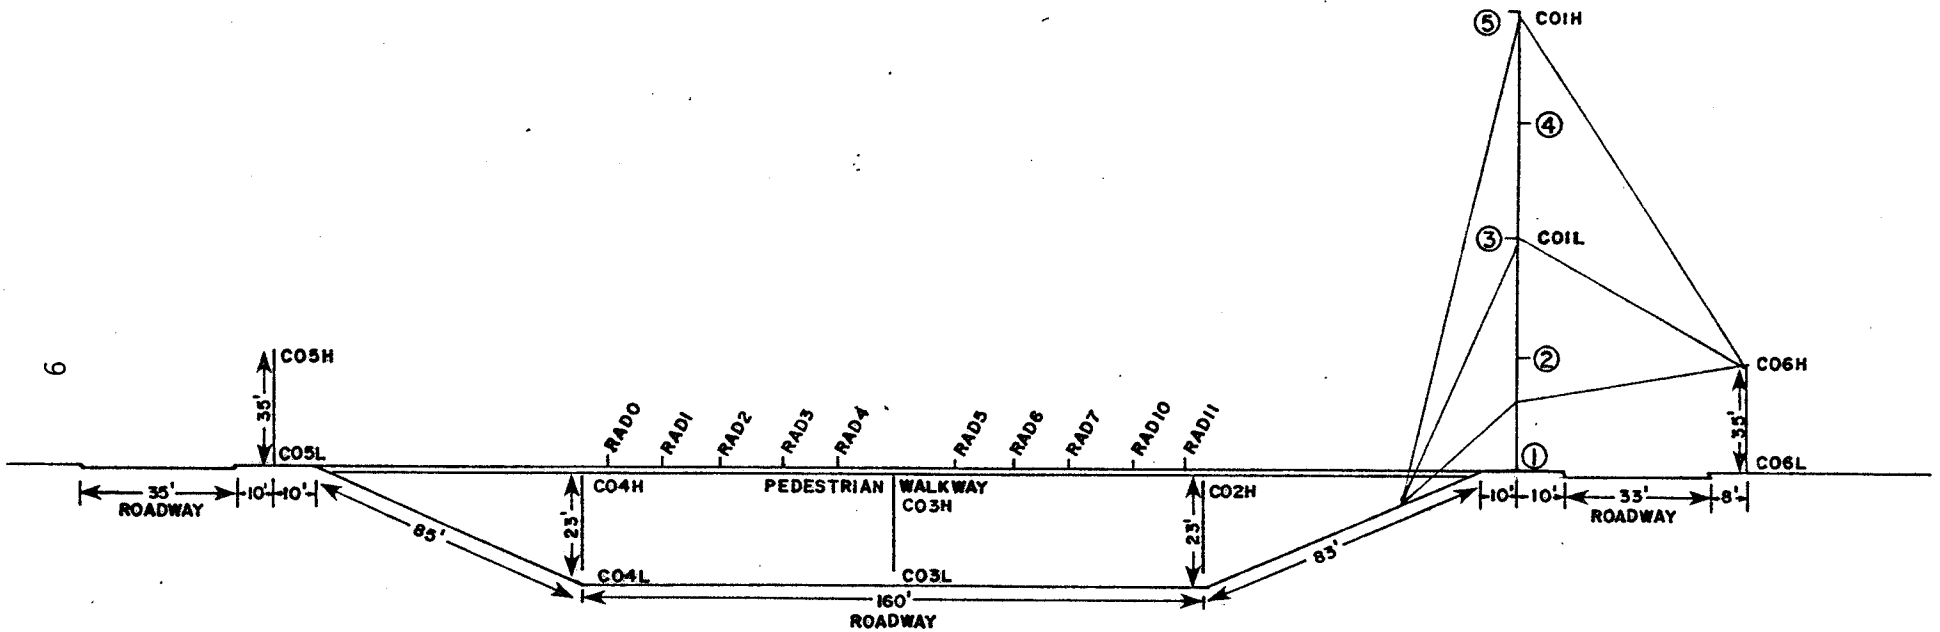 ⑤ CO1H
④
③ CO1L
②
①
CO5H
35'
CO5L
CO6H
35'
CO6L
6
RAD0 RAD1 RAD2 RAD3 RAD4 RAD5 RAD6 RAD7 RAD10 RAD11
CO4H PEDESTRIAN WALKWAY CO2H
CO3H
23' 23'
35' 10' 10' 10' 10' 33' 8'
ROADWAY ROADWAY
85' 83'
CO4L CO3L
160'
ROADWAY